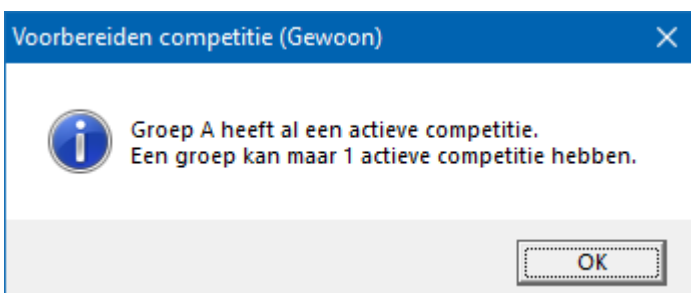 Voorbereiden competitie (Gewoon)
Groep A heeft al een actieve competitie.
Een groep kan maar 1 actieve competitie hebben.
OK